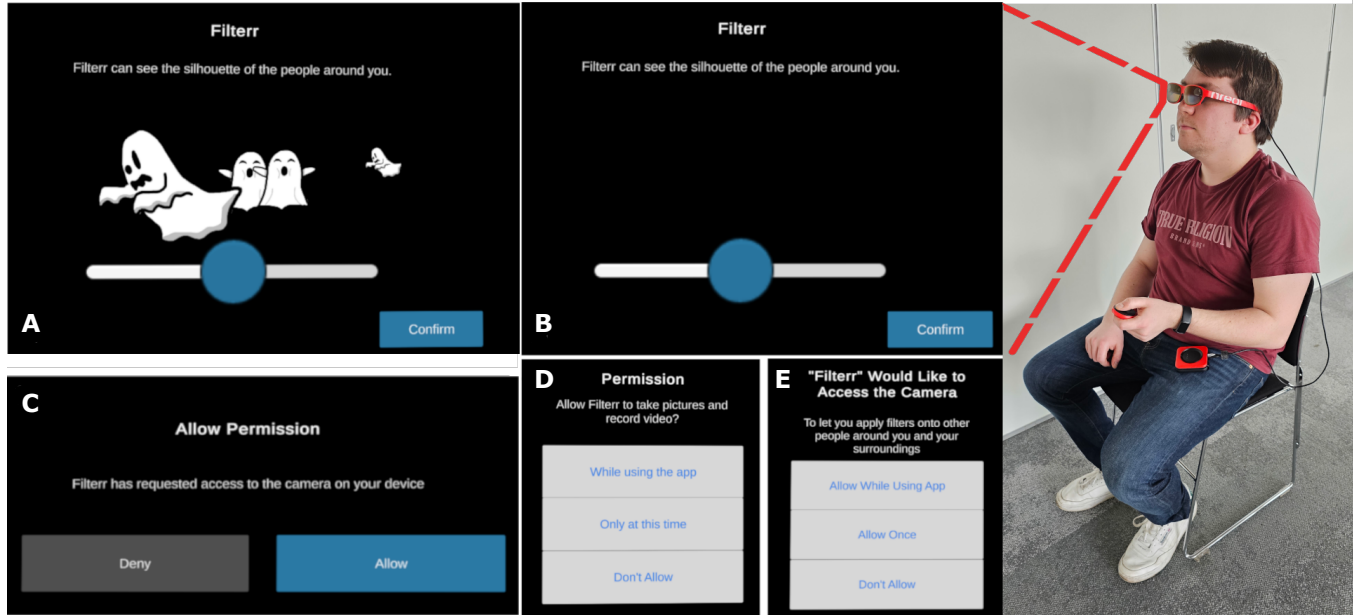 Filterr
Filterr can see the silhouette of the people around you.
Confirm
A
Filterr
Filterr can see the silhouette of the people around you.
Confirm
B
C
Allow Permission
Filterr has requested access to the camera on your device
Deny
Allow
D
Permission
Allow Filterr to take pictures and
record video?
While using the app
Only at this time
Don't Allow
E
"Filterr" Would Like to
Access the Camera
To let you apply filters onto other
people around you and your
surroundings
Allow While Using App
Allow Once
Don't Allow
nreal
TRUE RELIGION